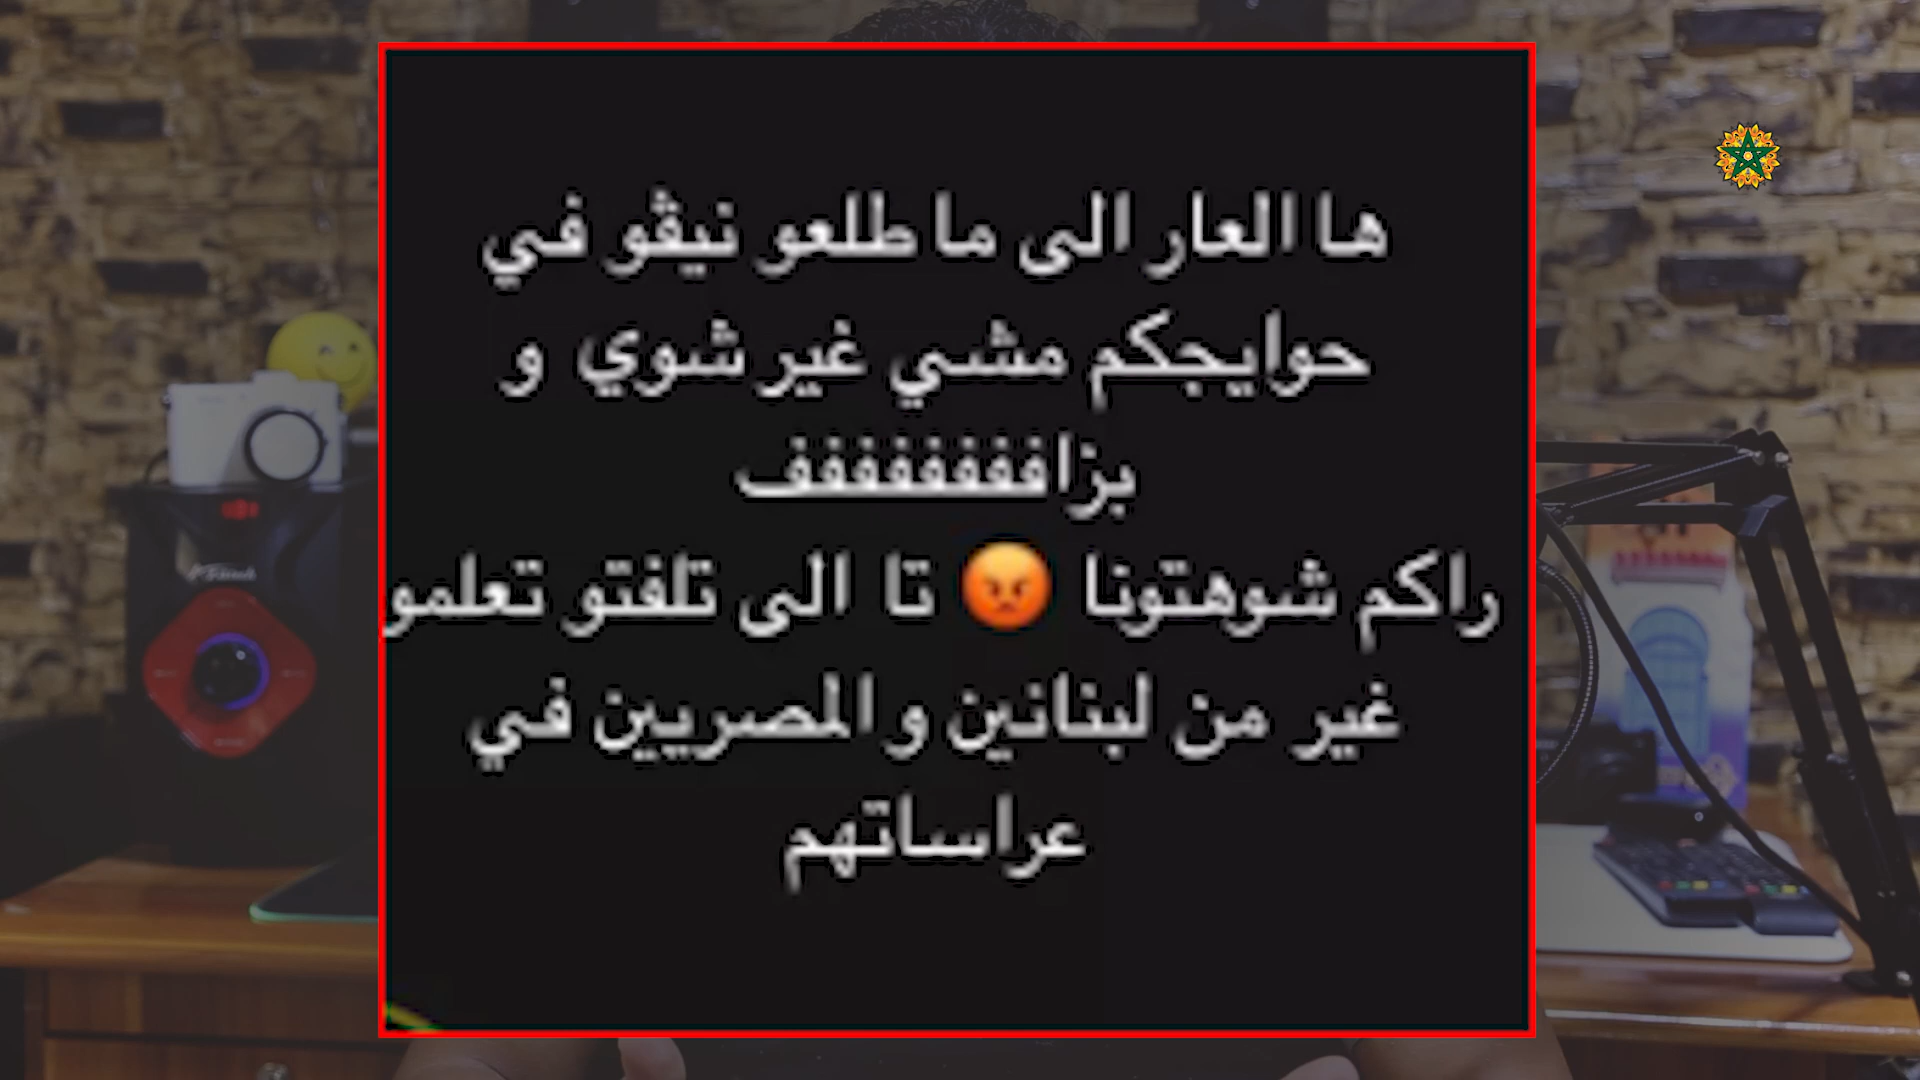 ها العار الى ما طلعو نيڤو في
حوايجكم مشي غير شوي و
بزافففففففف
راكم شوهتونا 😡 تا الى تلفتو تعلمو
غير من لبنانين و المصريين في
عراساتهم